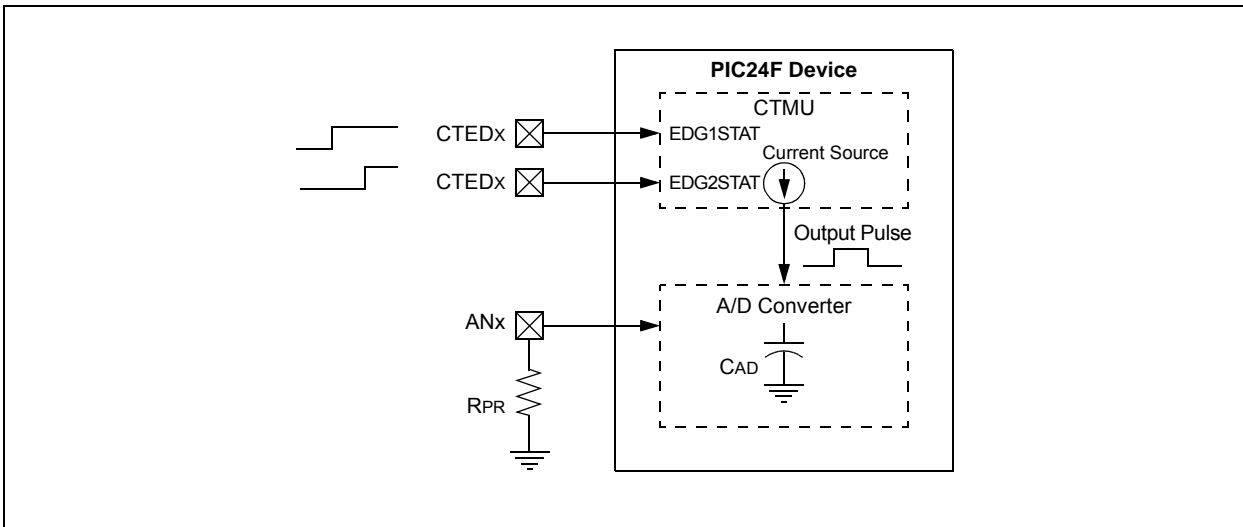 PIC24F Device
CTMU
CTEDX
EDG1STAT
Current Source
CTEDX
EDG2STAT
Output Pulse
A/D Converter
ANX
CAD
RPR